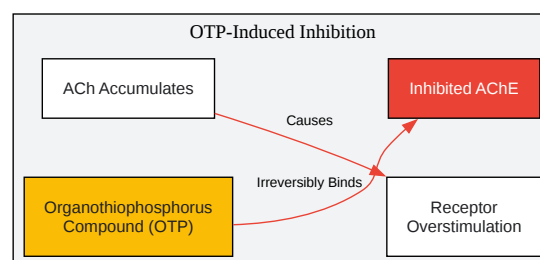 OTP-Induced Inhibition
ACh Accumulates
Inhibited AChE
Causes
Irreversibly Binds
Organothiophosphorus
Compound (OTP)
Receptor
Overstimulation